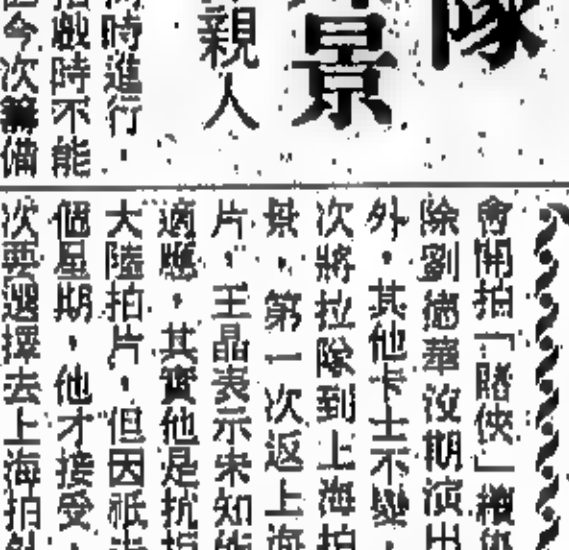 隊
景
親人
時進行，
戲時不能
今次籌備
會開拍「賭俠」續
除劉德華沒期演出
外，其他卡士不變，
次將拉隊到上海拍
景，第一次返上海
片，王晶表示未知能
適應，其實他是抗拒
大陸拍片，但因祇
個星期，他才接受，
次要選擇去上海拍